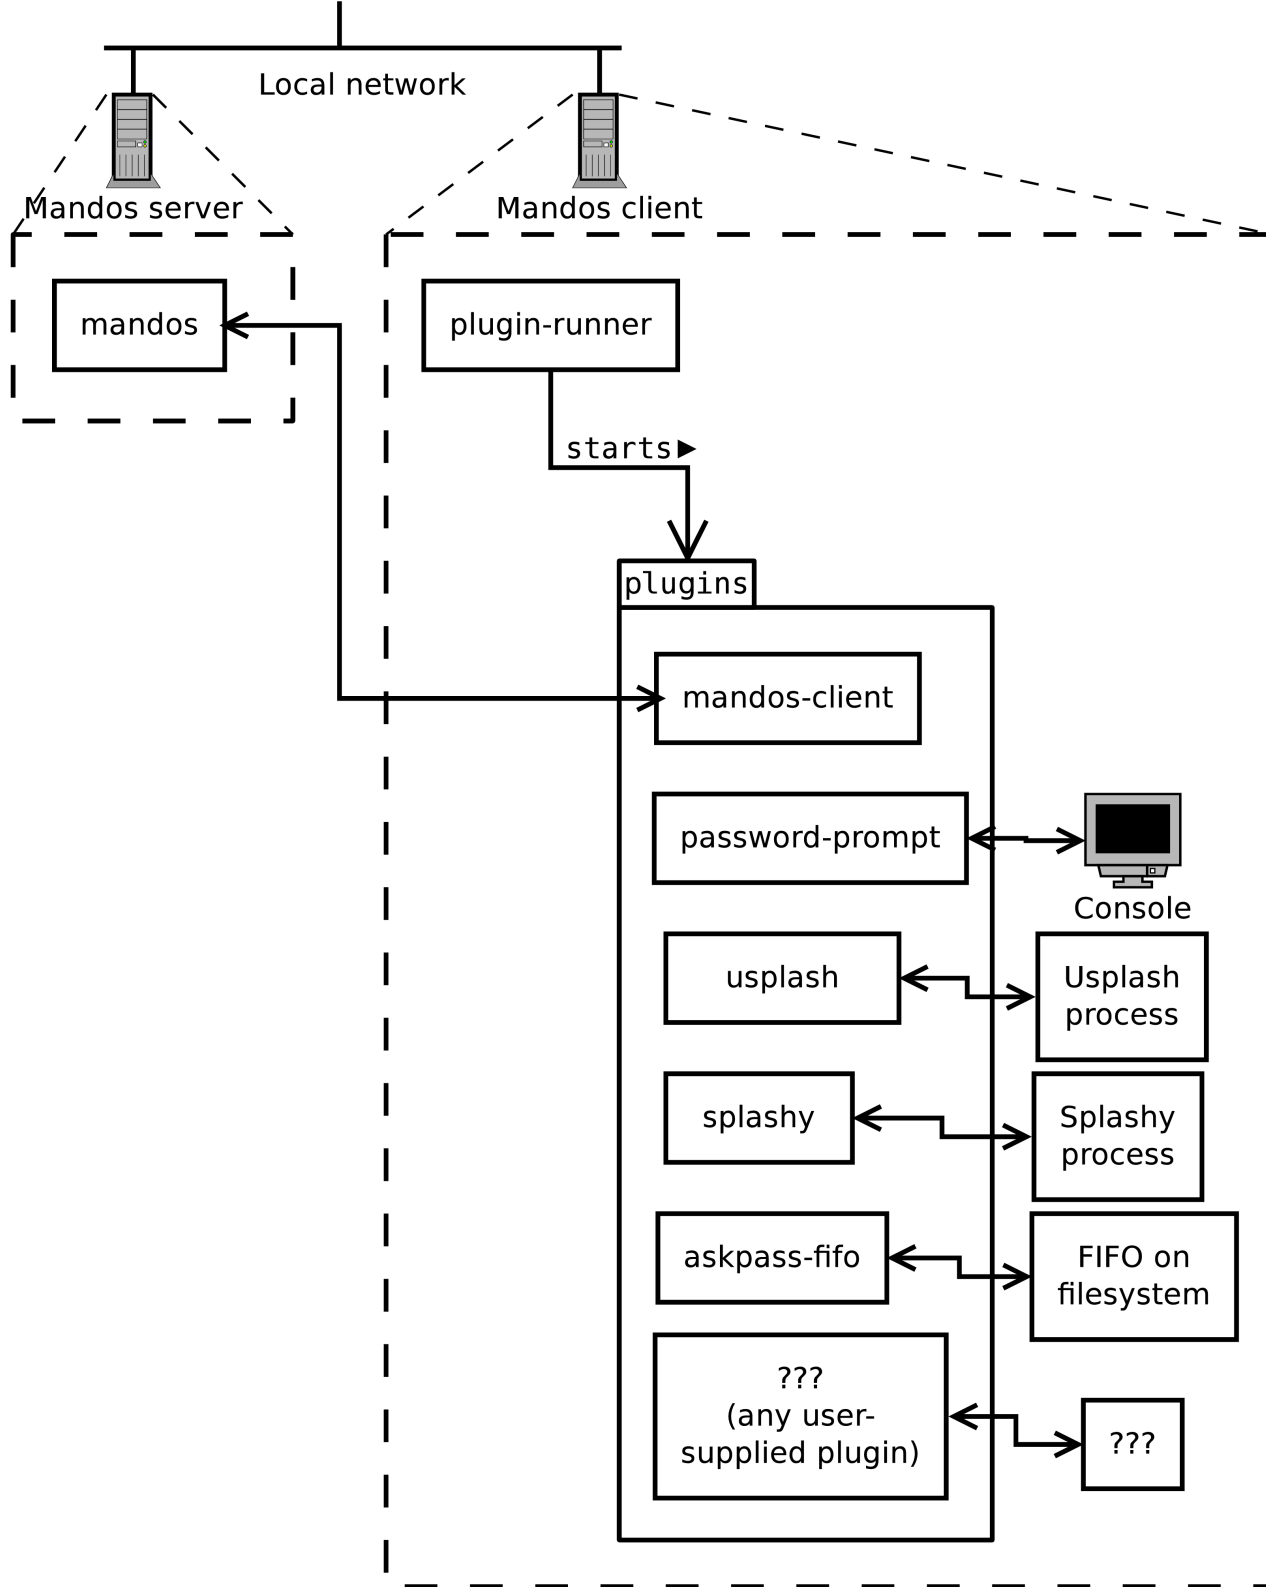 Local network
Mandos server
Mandos client
mandos
plugin-runner
starts▶
plugins
mandos-client
password-prompt
Console
usplash
Usplash
process
splashy
Splashy
process
askpass-fifo
FIFO on
filesystem
???
(any user-
supplied plugin)
???